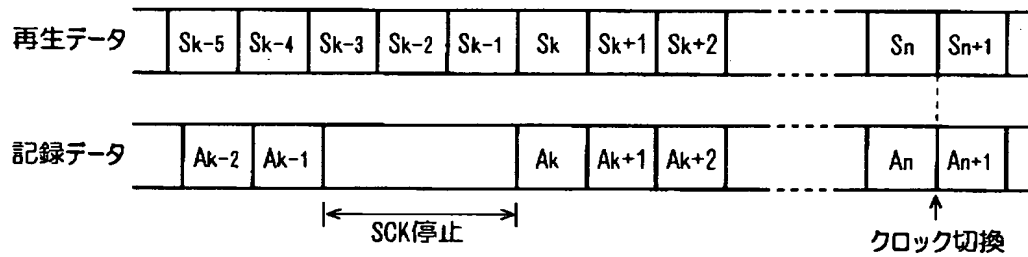 再生データ Sk-5 Sk-4 Sk-3 Sk-2 Sk-1 Sk Sk+1 Sk+2 Sn Sn+1
記録データ Ak-2 Ak-1 Ak Ak+1 Ak+2 An An+1
SCK停止
クロック切換